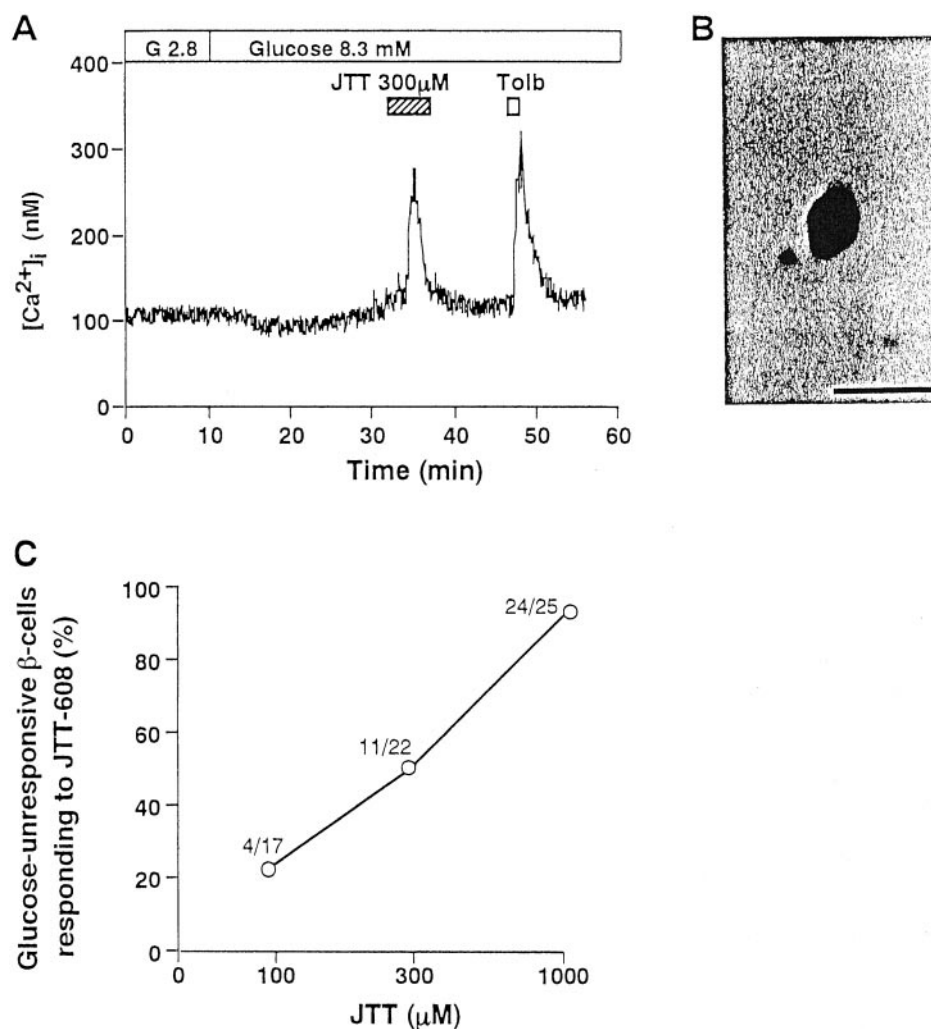 A
G 2.8 Glucose 8.3 mM
JTT 300μM Tolb
400
300
200
100
0
[Ca²⁺]ᵢ (nM)
0 10 20 30 40 50 60
Time (min)
B
C
100
80
60
40
20
0
Glucose-unresponsive β-cells
responding to JTT-608 (%)
4/17
11/22
24/25
0 100 300 1000
JTT (μM)